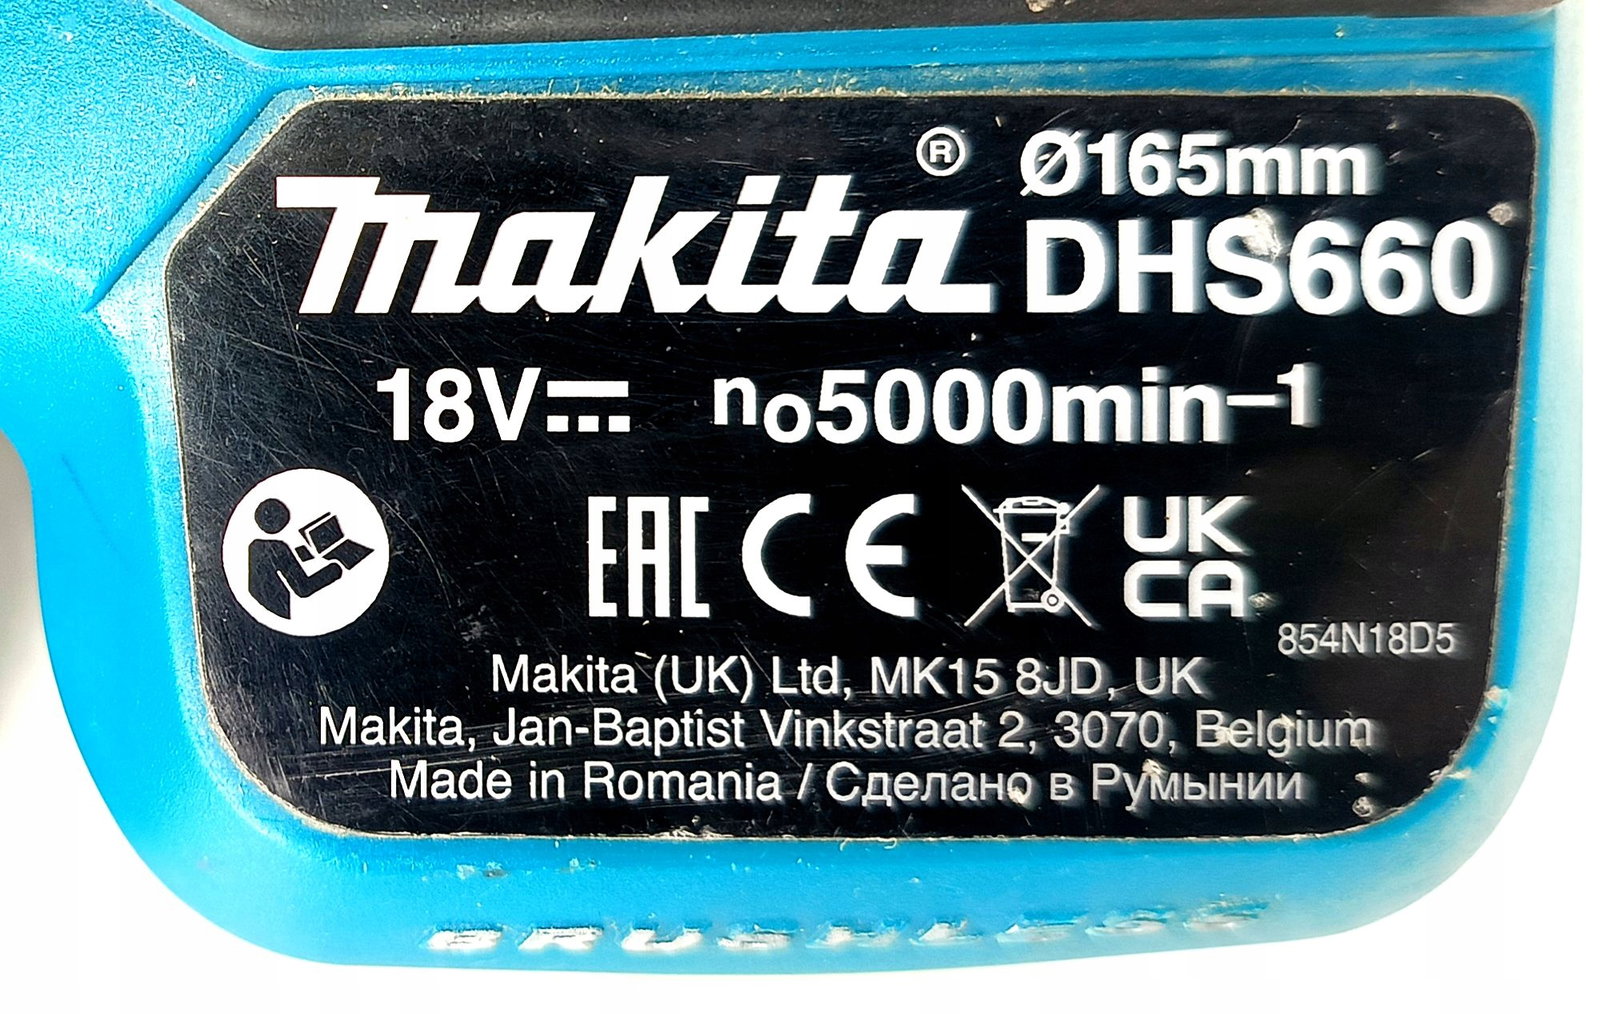 makita® Ø165mm
DHS660
18V⎓ no5000min⁻¹
EAC CE UK
CA
854N18D5
Makita (UK) Ltd, MK15 8JD, UK
Makita, Jan-Baptist Vinkstraat 2, 3070, Belgium
Made in Romania / Сделано в Румынии
BRUSHLESS